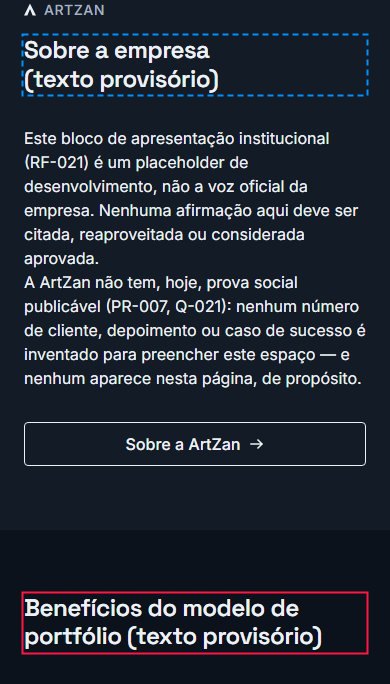 ARTZAN
Sobre a empresa
(texto provisório)
Este bloco de apresentação institucional
(RF-021) é um placeholder de
desenvolvimento, não a voz oficial da
empresa. Nenhuma afirmação aqui deve ser
citada, reaproveitada ou considerada
aprovada.
A ArtZan não tem, hoje, prova social
publicável (PR-007, Q-021): nenhum número
de cliente, depoimento ou caso de sucesso é
inventado para preencher este espaço — e
nenhum aparece nesta página, de propósito.
Sobre a ArtZan →
Benefícios do modelo de
portfólio (texto provisório)